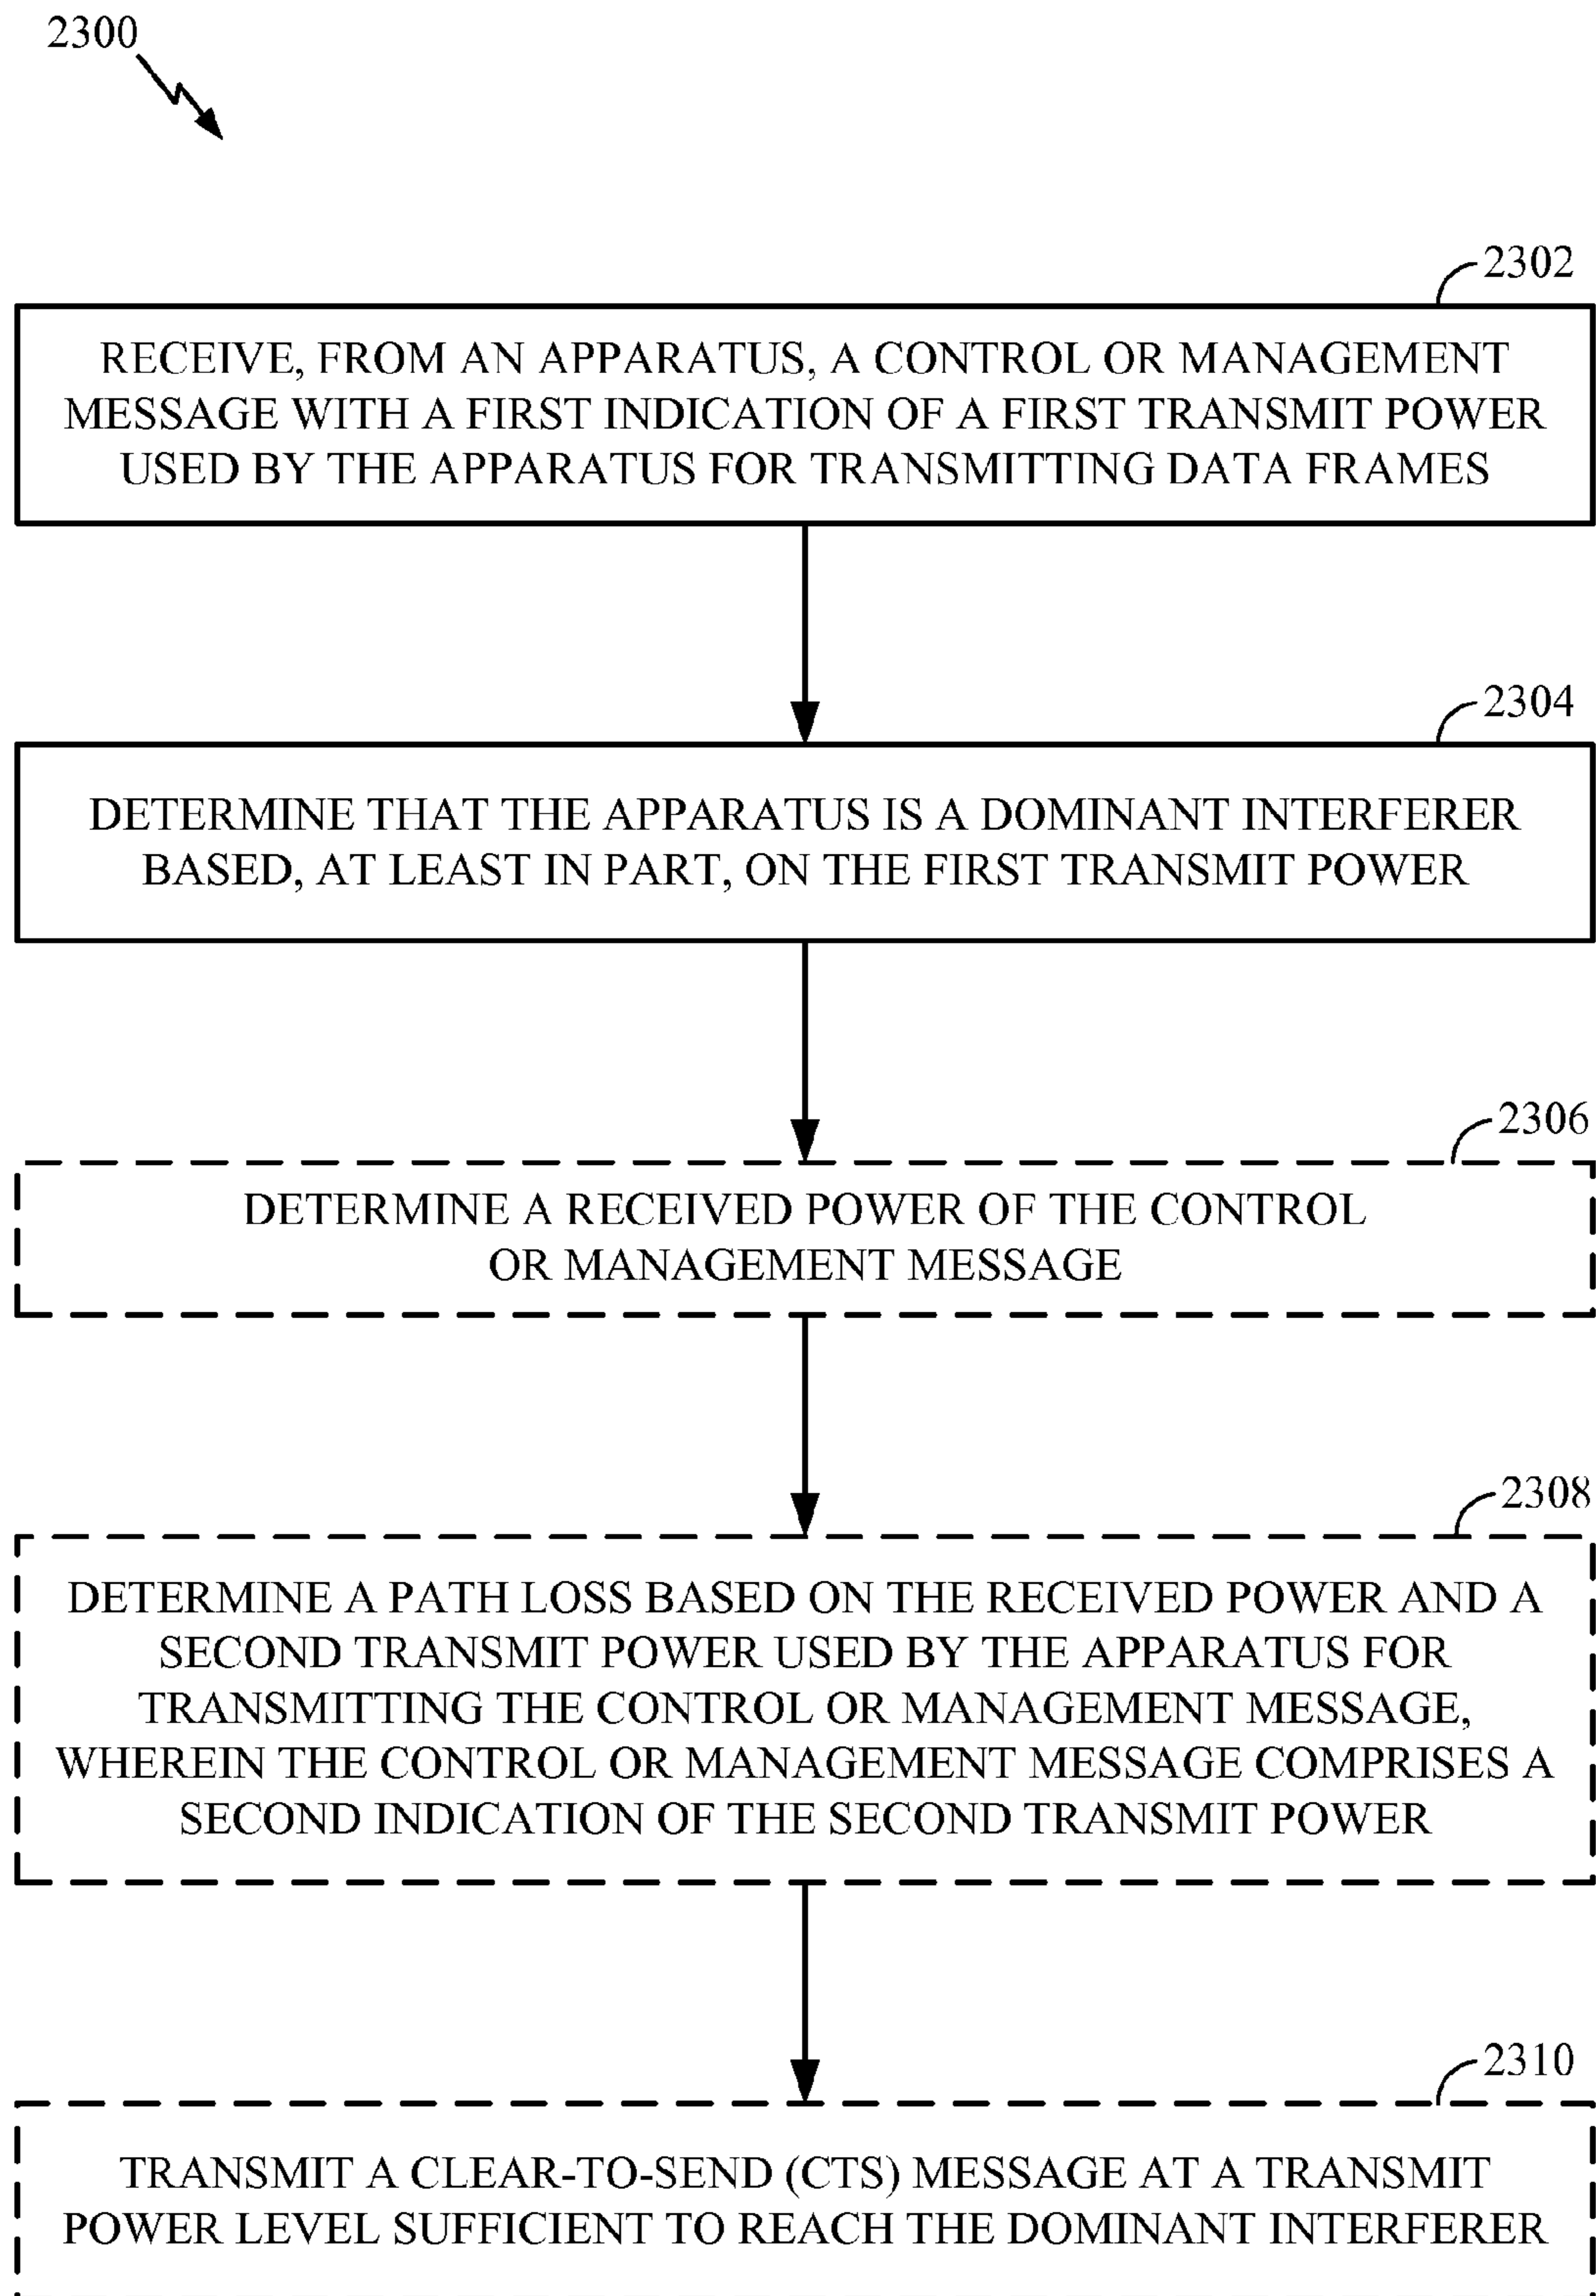 2300
2302
RECEIVE, FROM AN APPARATUS, A CONTROL OR MANAGEMENT
MESSAGE WITH A FIRST INDICATION OF A FIRST TRANSMIT POWER
USED BY THE APPARATUS FOR TRANSMITTING DATA FRAMES
2304
DETERMINE THAT THE APPARATUS IS A DOMINANT INTERFERER
BASED, AT LEAST IN PART, ON THE FIRST TRANSMIT POWER
2306
DETERMINE A RECEIVED POWER OF THE CONTROL
OR MANAGEMENT MESSAGE
2308
DETERMINE A PATH LOSS BASED ON THE RECEIVED POWER AND A
SECOND TRANSMIT POWER USED BY THE APPARATUS FOR
TRANSMITTING THE CONTROL OR MANAGEMENT MESSAGE,
WHEREIN THE CONTROL OR MANAGEMENT MESSAGE COMPRISES A
SECOND INDICATION OF THE SECOND TRANSMIT POWER
2310
TRANSMIT A CLEAR-TO-SEND (CTS) MESSAGE AT A TRANSMIT
POWER LEVEL SUFFICIENT TO REACH THE DOMINANT INTERFERER